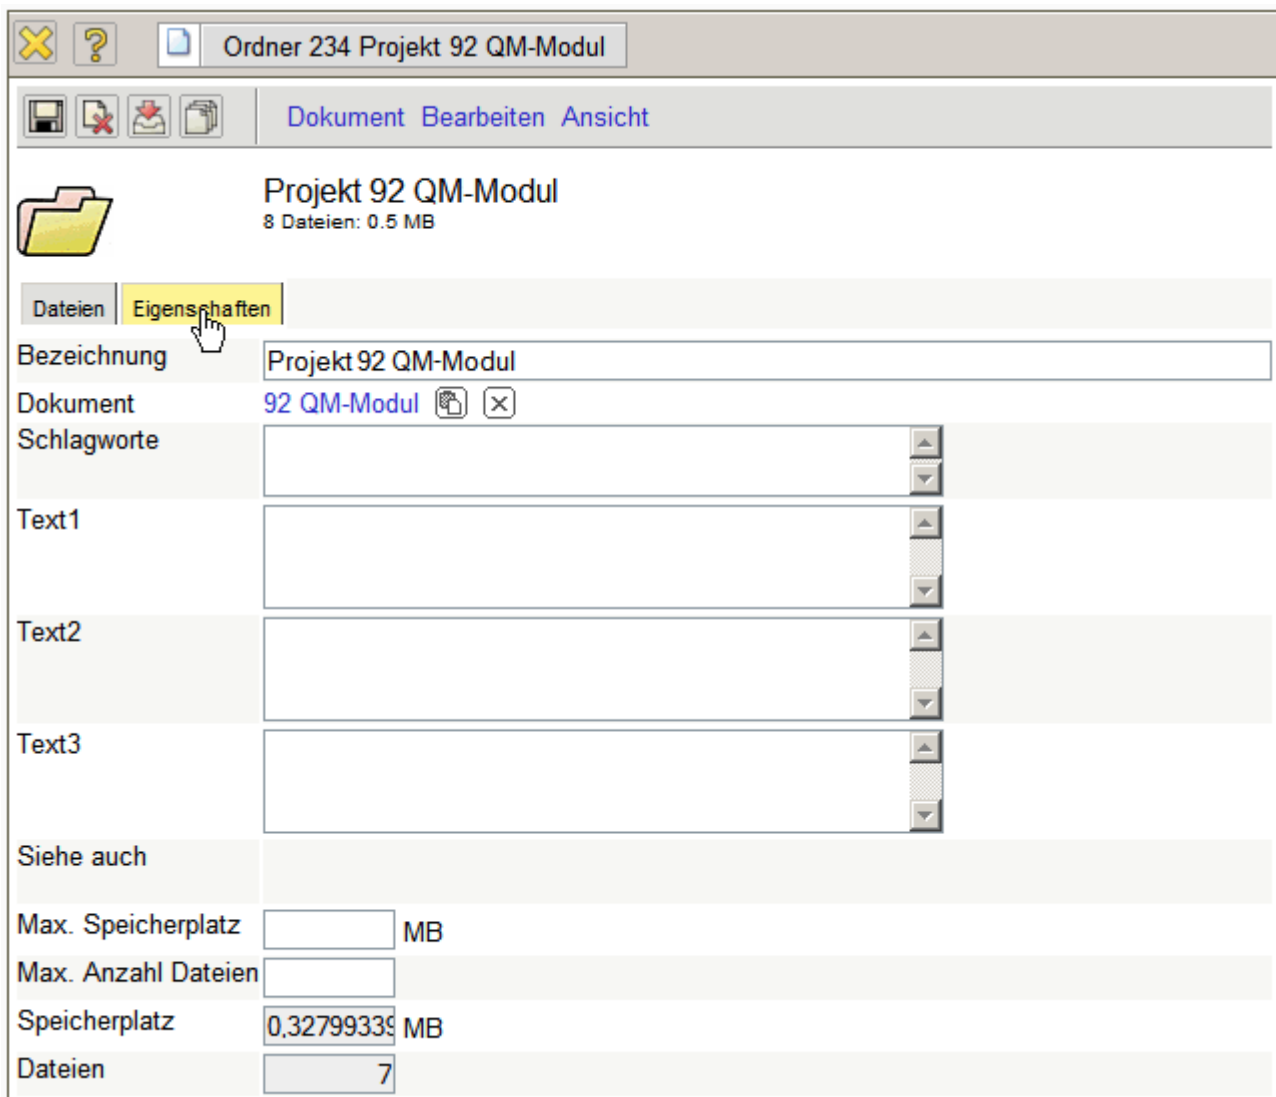 Ordner 234 Projekt 92 QM-Modul
Dokument Bearbeiten Ansicht
Projekt 92 QM-Modul
8 Dateien: 0.5 MB
Dateien Eigenschaften
Bezeichnung Projekt 92 QM-Modul
Dokument 92 QM-Modul
Schlagworte
Text1
Text2
Text3
Siehe auch
Max. Speicherplatz MB
Max. Anzahl Dateien
Speicherplatz 0,32799339 MB
Dateien 7